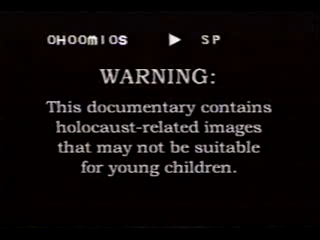 0H00m10s ▶ SP
WARNING:
This documentary contains
holocaust-related images
that may not be suitable
for young children.